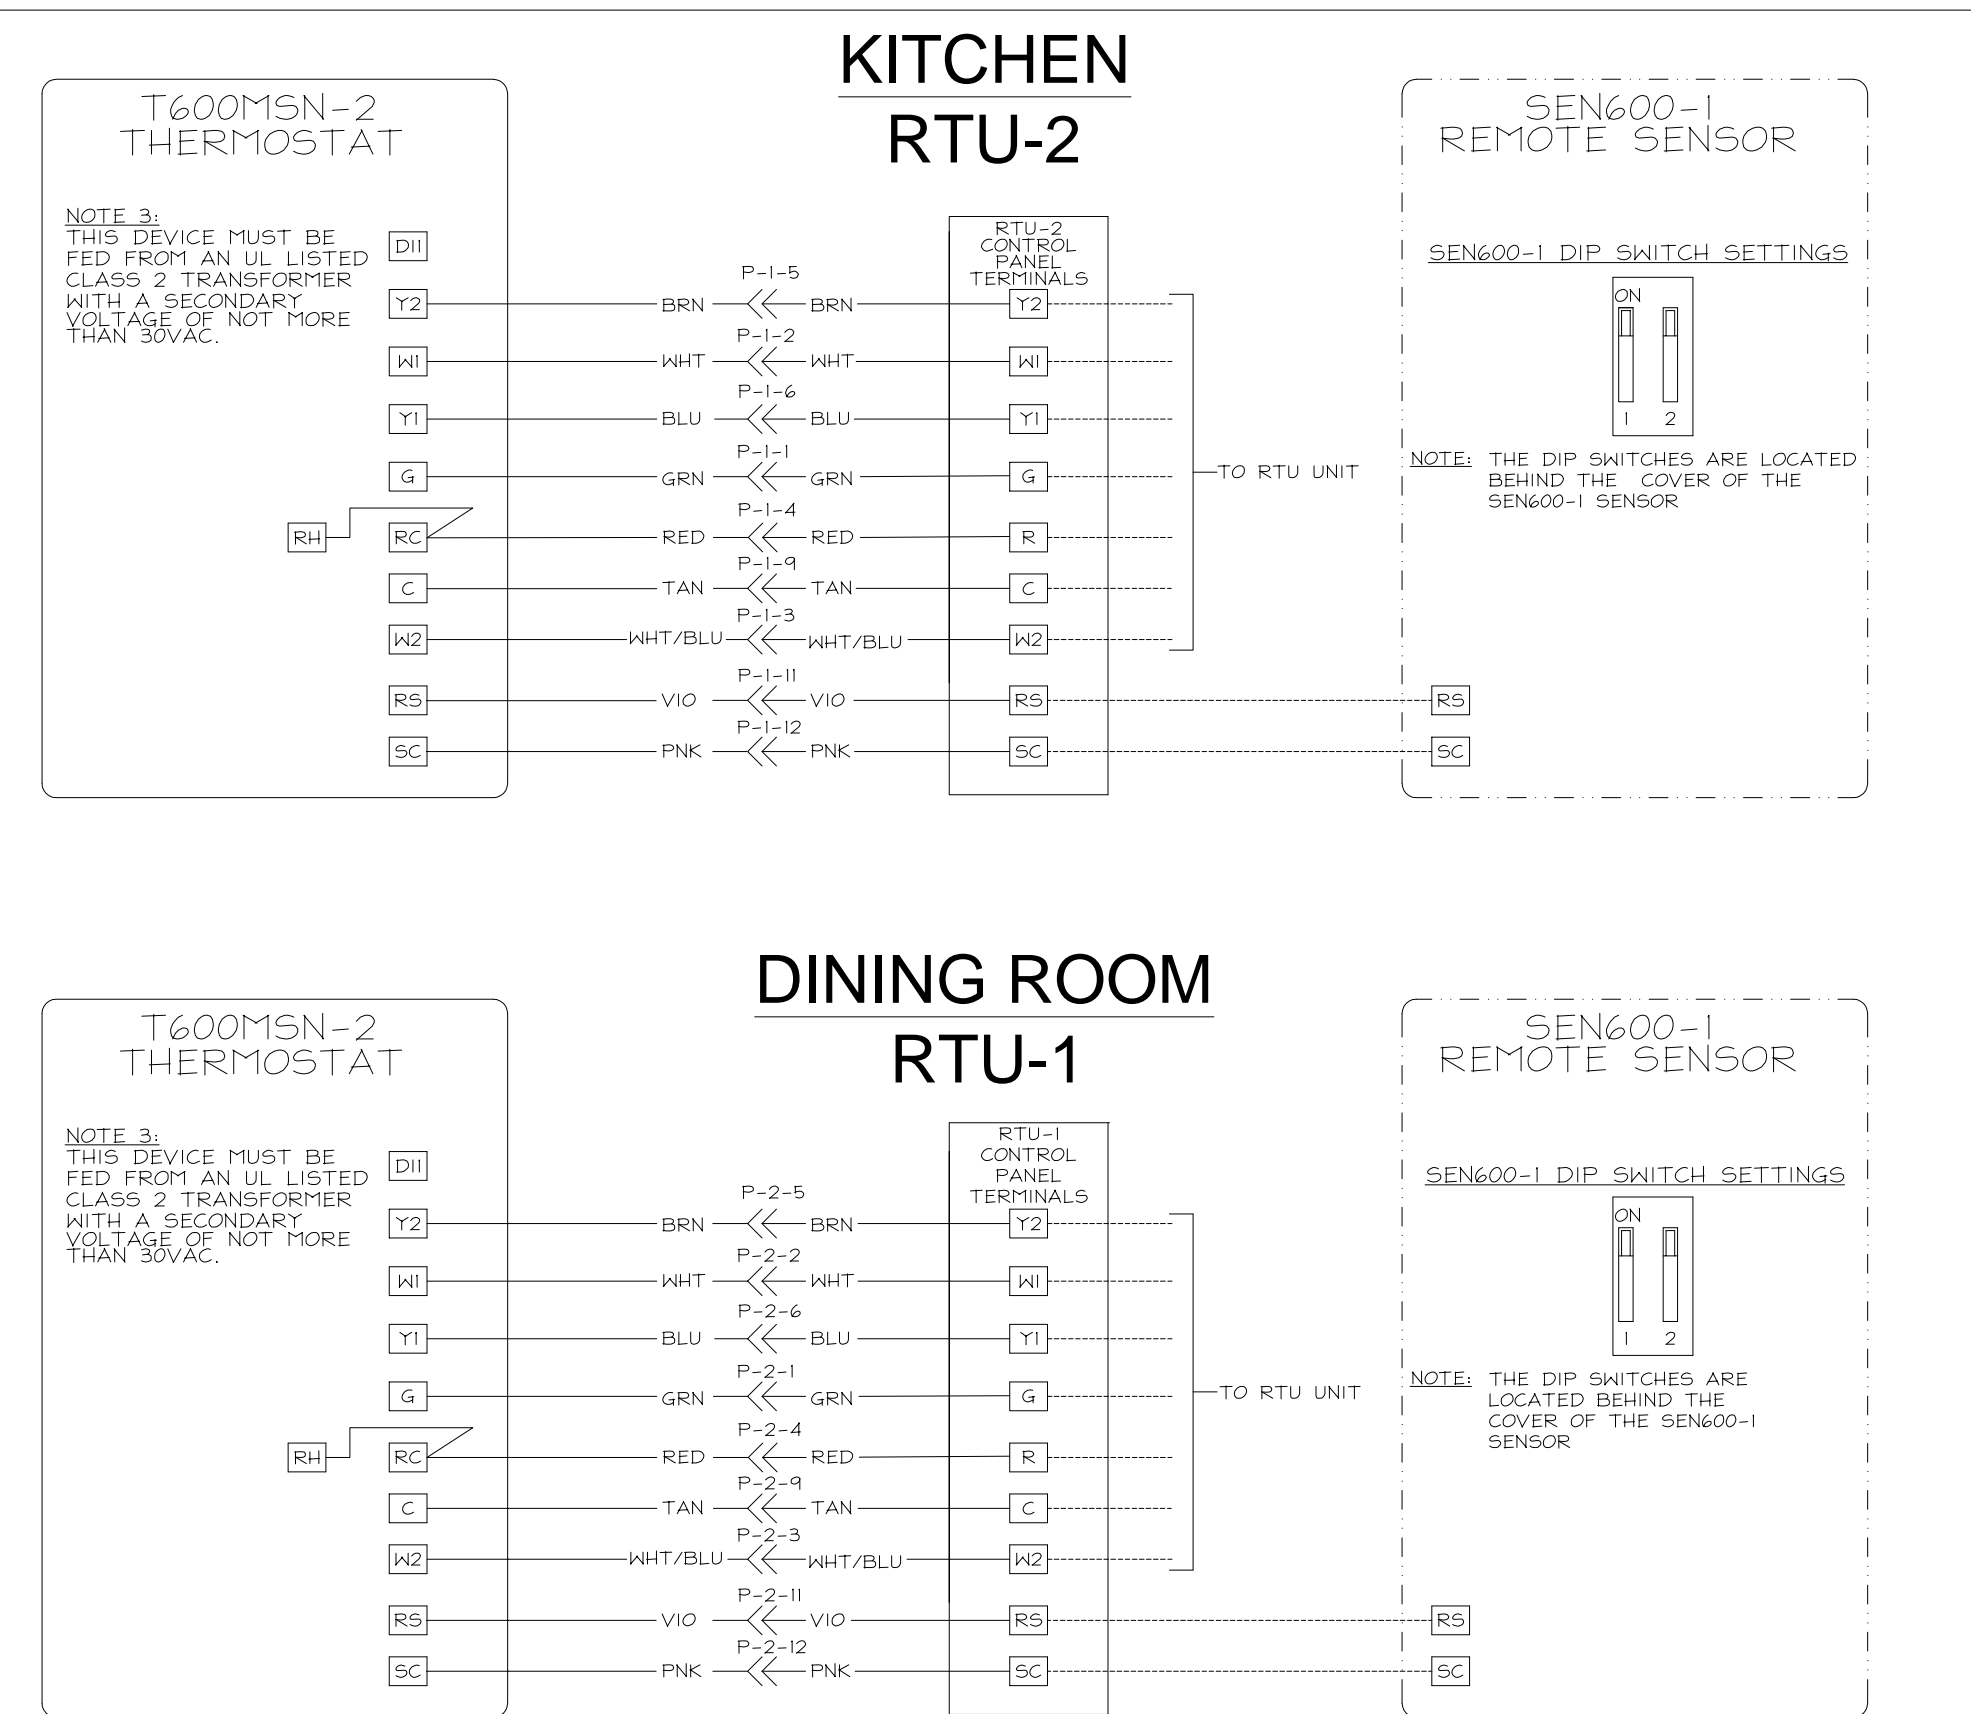 KITCHEN
RTU-2
T600MSN-2
THERMOSTAT
NOTE 3:
THIS DEVICE MUST BE
FED FROM AN UL LISTED
CLASS 2 TRANSFORMER
WITH A SECONDARY
VOLTAGE OF NOT MORE
THAN 30VAC.
DI1
RTU-2
CONTROL
PANEL
TERMINALS
P-1-5
Y2 BRN BRN Y2
P-1-2
W1 WHT WHT W1
P-1-6
Y1 BLU BLU Y1
P-1-1
G GRN GRN G
TO RTU UNIT
P-1-4
RH RC RED RED R
P-1-9
C TAN TAN C
P-1-3
W2 WHT/BLU WHT/BLU W2
P-1-11
RS VIO VIO RS RS
P-1-12
SC PNK PNK SC SC
SEN600-1
REMOTE SENSOR
SEN600-1 DIP SWITCH SETTINGS
ON
1 2
NOTE: THE DIP SWITCHES ARE LOCATED
BEHIND THE COVER OF THE
SEN600-1 SENSOR
DINING ROOM
RTU-1
T600MSN-2
THERMOSTAT
NOTE 3:
THIS DEVICE MUST BE
FED FROM AN UL LISTED
CLASS 2 TRANSFORMER
WITH A SECONDARY
VOLTAGE OF NOT MORE
THAN 30VAC.
DI1
RTU-1
CONTROL
PANEL
TERMINALS
P-2-5
Y2 BRN BRN Y2
P-2-2
W1 WHT WHT W1
P-2-6
Y1 BLU BLU Y1
P-2-1
G GRN GRN G
TO RTU UNIT
P-2-4
RH RC RED RED R
P-2-9
C TAN TAN C
P-2-3
W2 WHT/BLU WHT/BLU W2
P-2-11
RS VIO VIO RS RS
P-2-12
SC PNK PNK SC SC
SEN600-1
REMOTE SENSOR
SEN600-1 DIP SWITCH SETTINGS
ON
1 2
NOTE: THE DIP SWITCHES ARE
LOCATED BEHIND THE
COVER OF THE SEN600-1
SENSOR